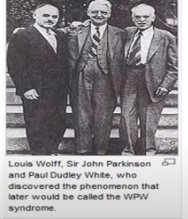 Louis Wolff, Sir John Parkinson
and Paul Dudley White, who
discovered the phenomenon that
later would be called the WPW
syndrome.